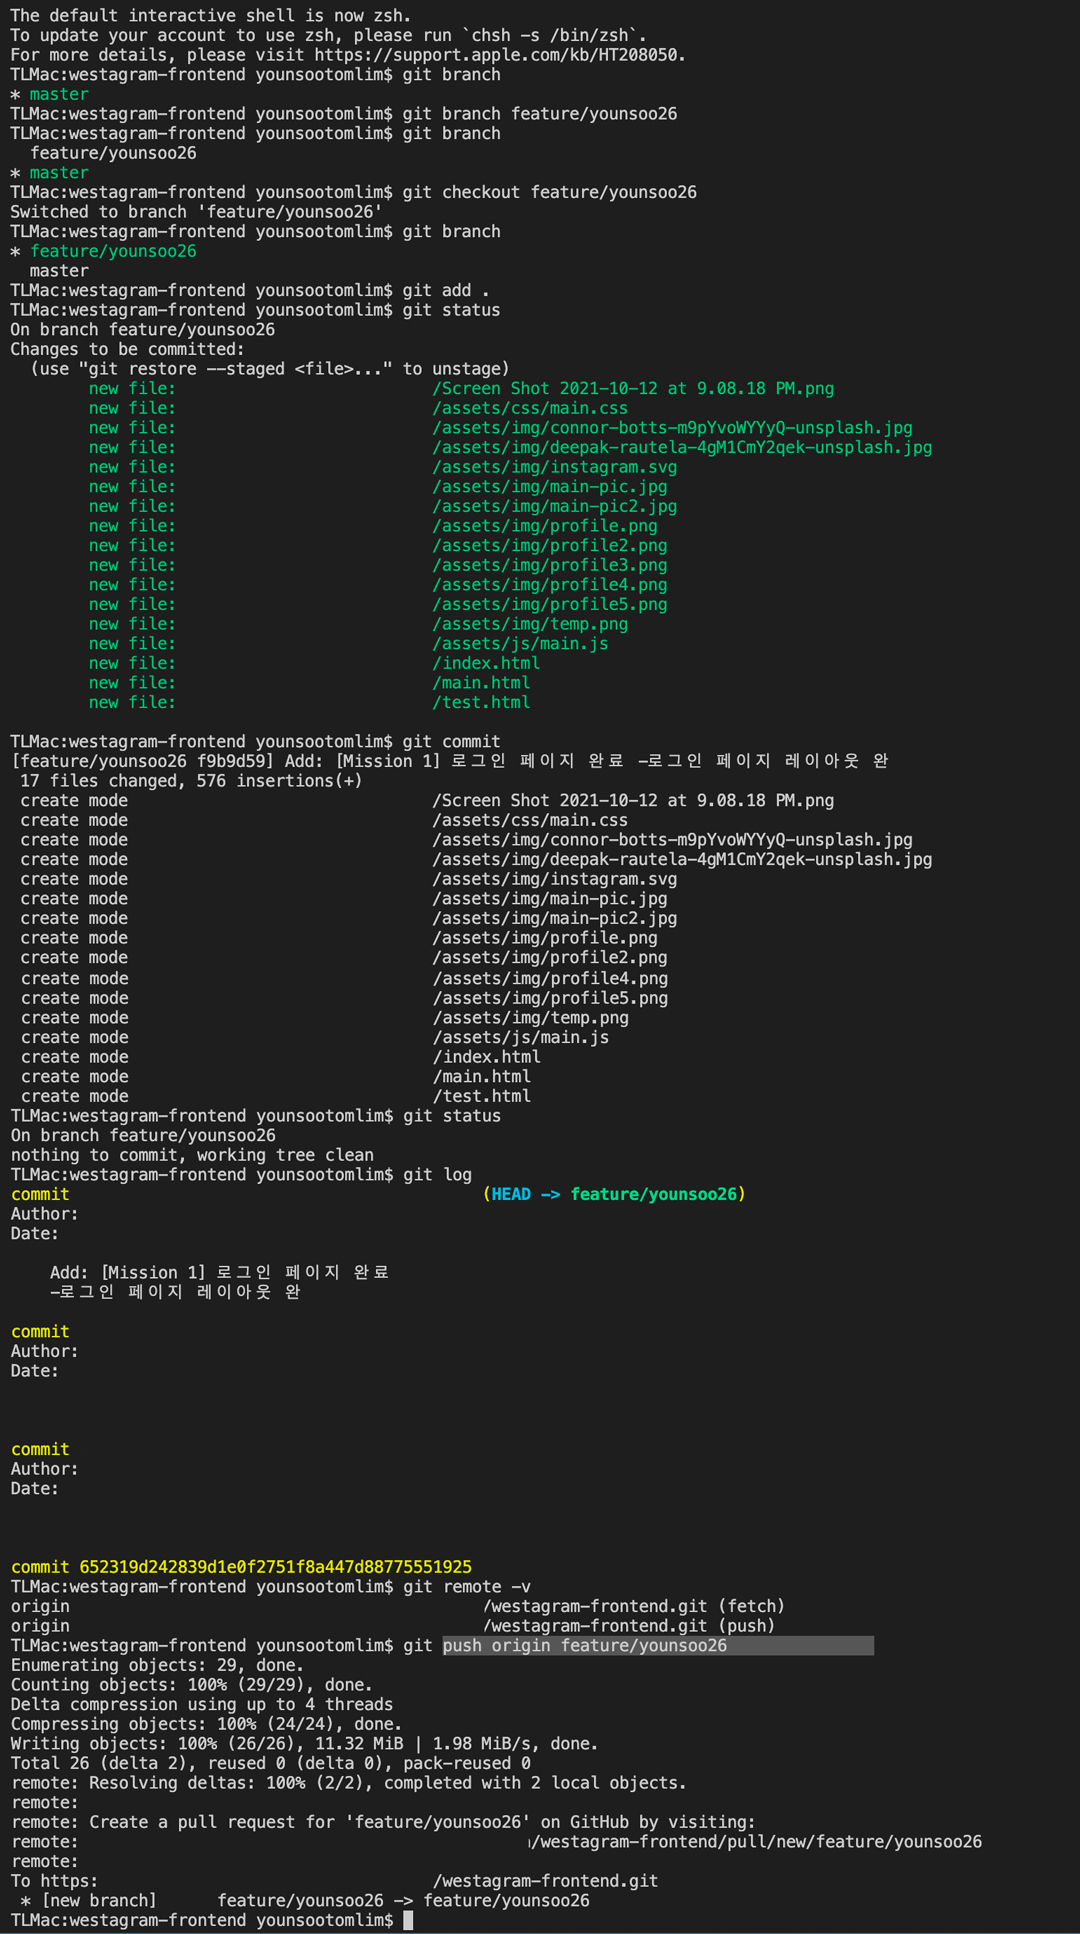 The default interactive shell is now zsh.
To update your account to use zsh, please run `chsh -s /bin/zsh`.
For more details, please visit https://support.apple.com/kb/HT208050.
TLMac:westagram-frontend younsootomlim$ git branch
* master
TLMac:westagram-frontend younsootomlim$ git branch feature/younsoo26
TLMac:westagram-frontend younsootomlim$ git branch
  feature/younsoo26
* master
TLMac:westagram-frontend younsootomlim$ git checkout feature/younsoo26
Switched to branch 'feature/younsoo26'
TLMac:westagram-frontend younsootomlim$ git branch
* feature/younsoo26
  master
TLMac:westagram-frontend younsootomlim$ git add .
TLMac:westagram-frontend younsootomlim$ git status
On branch feature/younsoo26
Changes to be committed:
  (use "git restore --staged <file>..." to unstage)
        new file:   /Screen Shot 2021-10-12 at 9.08.18 PM.png
        new file:   /assets/css/main.css
        new file:   /assets/img/connor-botts-m9pYvoWYYyQ-unsplash.jpg
        new file:   /assets/img/deepak-rautela-4gM1CmY2qek-unsplash.jpg
        new file:   /assets/img/instagram.svg
        new file:   /assets/img/main-pic.jpg
        new file:   /assets/img/main-pic2.jpg
        new file:   /assets/img/profile.png
        new file:   /assets/img/profile2.png
        new file:   /assets/img/profile3.png
        new file:   /assets/img/profile4.png
        new file:   /assets/img/profile5.png
        new file:   /assets/img/temp.png
        new file:   /assets/js/main.js
        new file:   /index.html
        new file:   /main.html
        new file:   /test.html
TLMac:westagram-frontend younsootomlim$ git commit
[feature/younsoo26 f9b9d59] Add: [Mission 1] 로그인 페이지 완료 -로그인 페이지 레이아웃 완
 17 files changed, 576 insertions(+)
 create mode   /Screen Shot 2021-10-12 at 9.08.18 PM.png
 create mode   /assets/css/main.css
 create mode   /assets/img/connor-botts-m9pYvoWYYyQ-unsplash.jpg
 create mode   /assets/img/deepak-rautela-4gM1CmY2qek-unsplash.jpg
 create mode   /assets/img/instagram.svg
 create mode   /assets/img/main-pic.jpg
 create mode   /assets/img/main-pic2.jpg
 create mode   /assets/img/profile.png
 create mode   /assets/img/profile2.png
 create mode   /assets/img/profile4.png
 create mode   /assets/img/profile5.png
 create mode   /assets/img/temp.png
 create mode   /assets/js/main.js
 create mode   /index.html
 create mode   /main.html
 create mode   /test.html
TLMac:westagram-frontend younsootomlim$ git status
On branch feature/younsoo26
nothing to commit, working tree clean
TLMac:westagram-frontend younsootomlim$ git log
commit   (HEAD -> feature/younsoo26)
Author:
Date:
    Add: [Mission 1] 로그인 페이지 완료
    -로그인 페이지 레이아웃 완
commit
Author:
Date:
commit
Author:
Date:
commit 652319d242839d1e0f2751f8a447d88775551925
TLMac:westagram-frontend younsootomlim$ git remote -v
origin   /westagram-frontend.git (fetch)
origin   /westagram-frontend.git (push)
TLMac:westagram-frontend younsootomlim$ git push origin feature/younsoo26
Enumerating objects: 29, done.
Counting objects: 100% (29/29), done.
Delta compression using up to 4 threads
Compressing objects: 100% (24/24), done.
Writing objects: 100% (26/26), 11.32 MiB | 1.98 MiB/s, done.
Total 26 (delta 2), reused 0 (delta 0), pack-reused 0
remote: Resolving deltas: 100% (2/2), completed with 2 local objects.
remote:
remote: Create a pull request for 'feature/younsoo26' on GitHub by visiting:
remote:   /westagram-frontend/pull/new/feature/younsoo26
remote:
To https:   /westagram-frontend.git
 * [new branch]      feature/younsoo26 -> feature/younsoo26
TLMac:westagram-frontend younsootomlim$